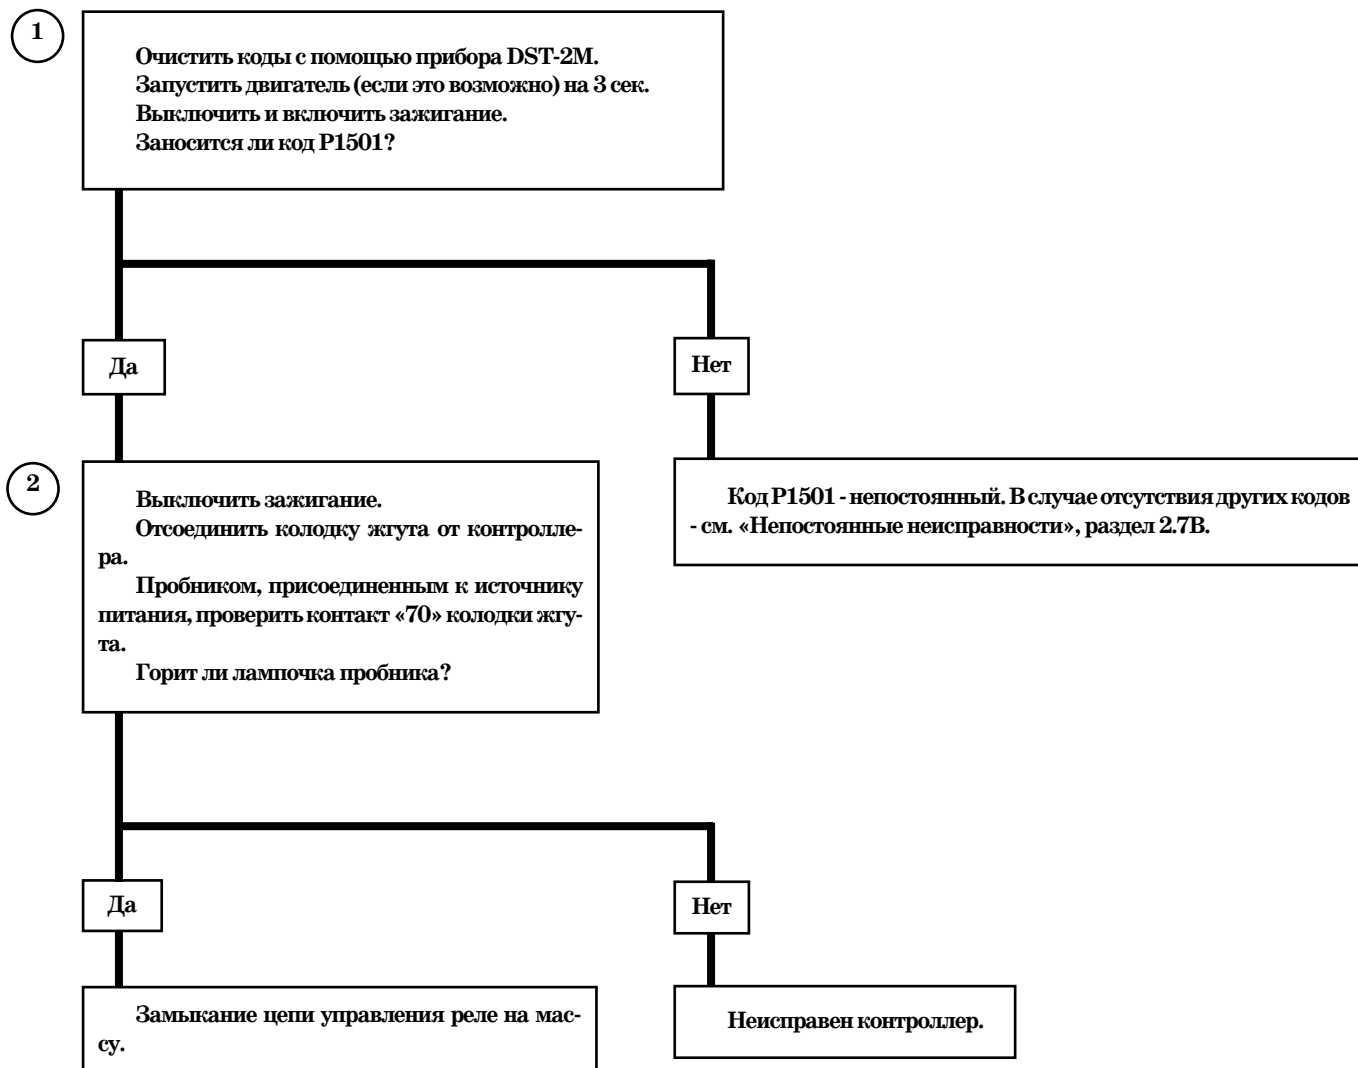 1
Очистить коды с помощью прибора DST-2M.
Запустить двигатель (если это возможно) на 3 сек.
Выключить и включить зажигание.
Заносится ли код P1501?
Да
Нет
2
Выключить зажигание.
Отсоединить колодку жгута от контролле-
ра.
Пробником, присоединенным к источнику
питания, проверить контакт «70» колодки жгу-
та.
Горит ли лампочка пробника?
Код P1501 - непостоянный. В случае отсутствия других кодов
- см. «Непостоянные неисправности», раздел 2.7В.
Да
Нет
Замыкание цепи управления реле на мас-
су.
Неисправен контроллер.